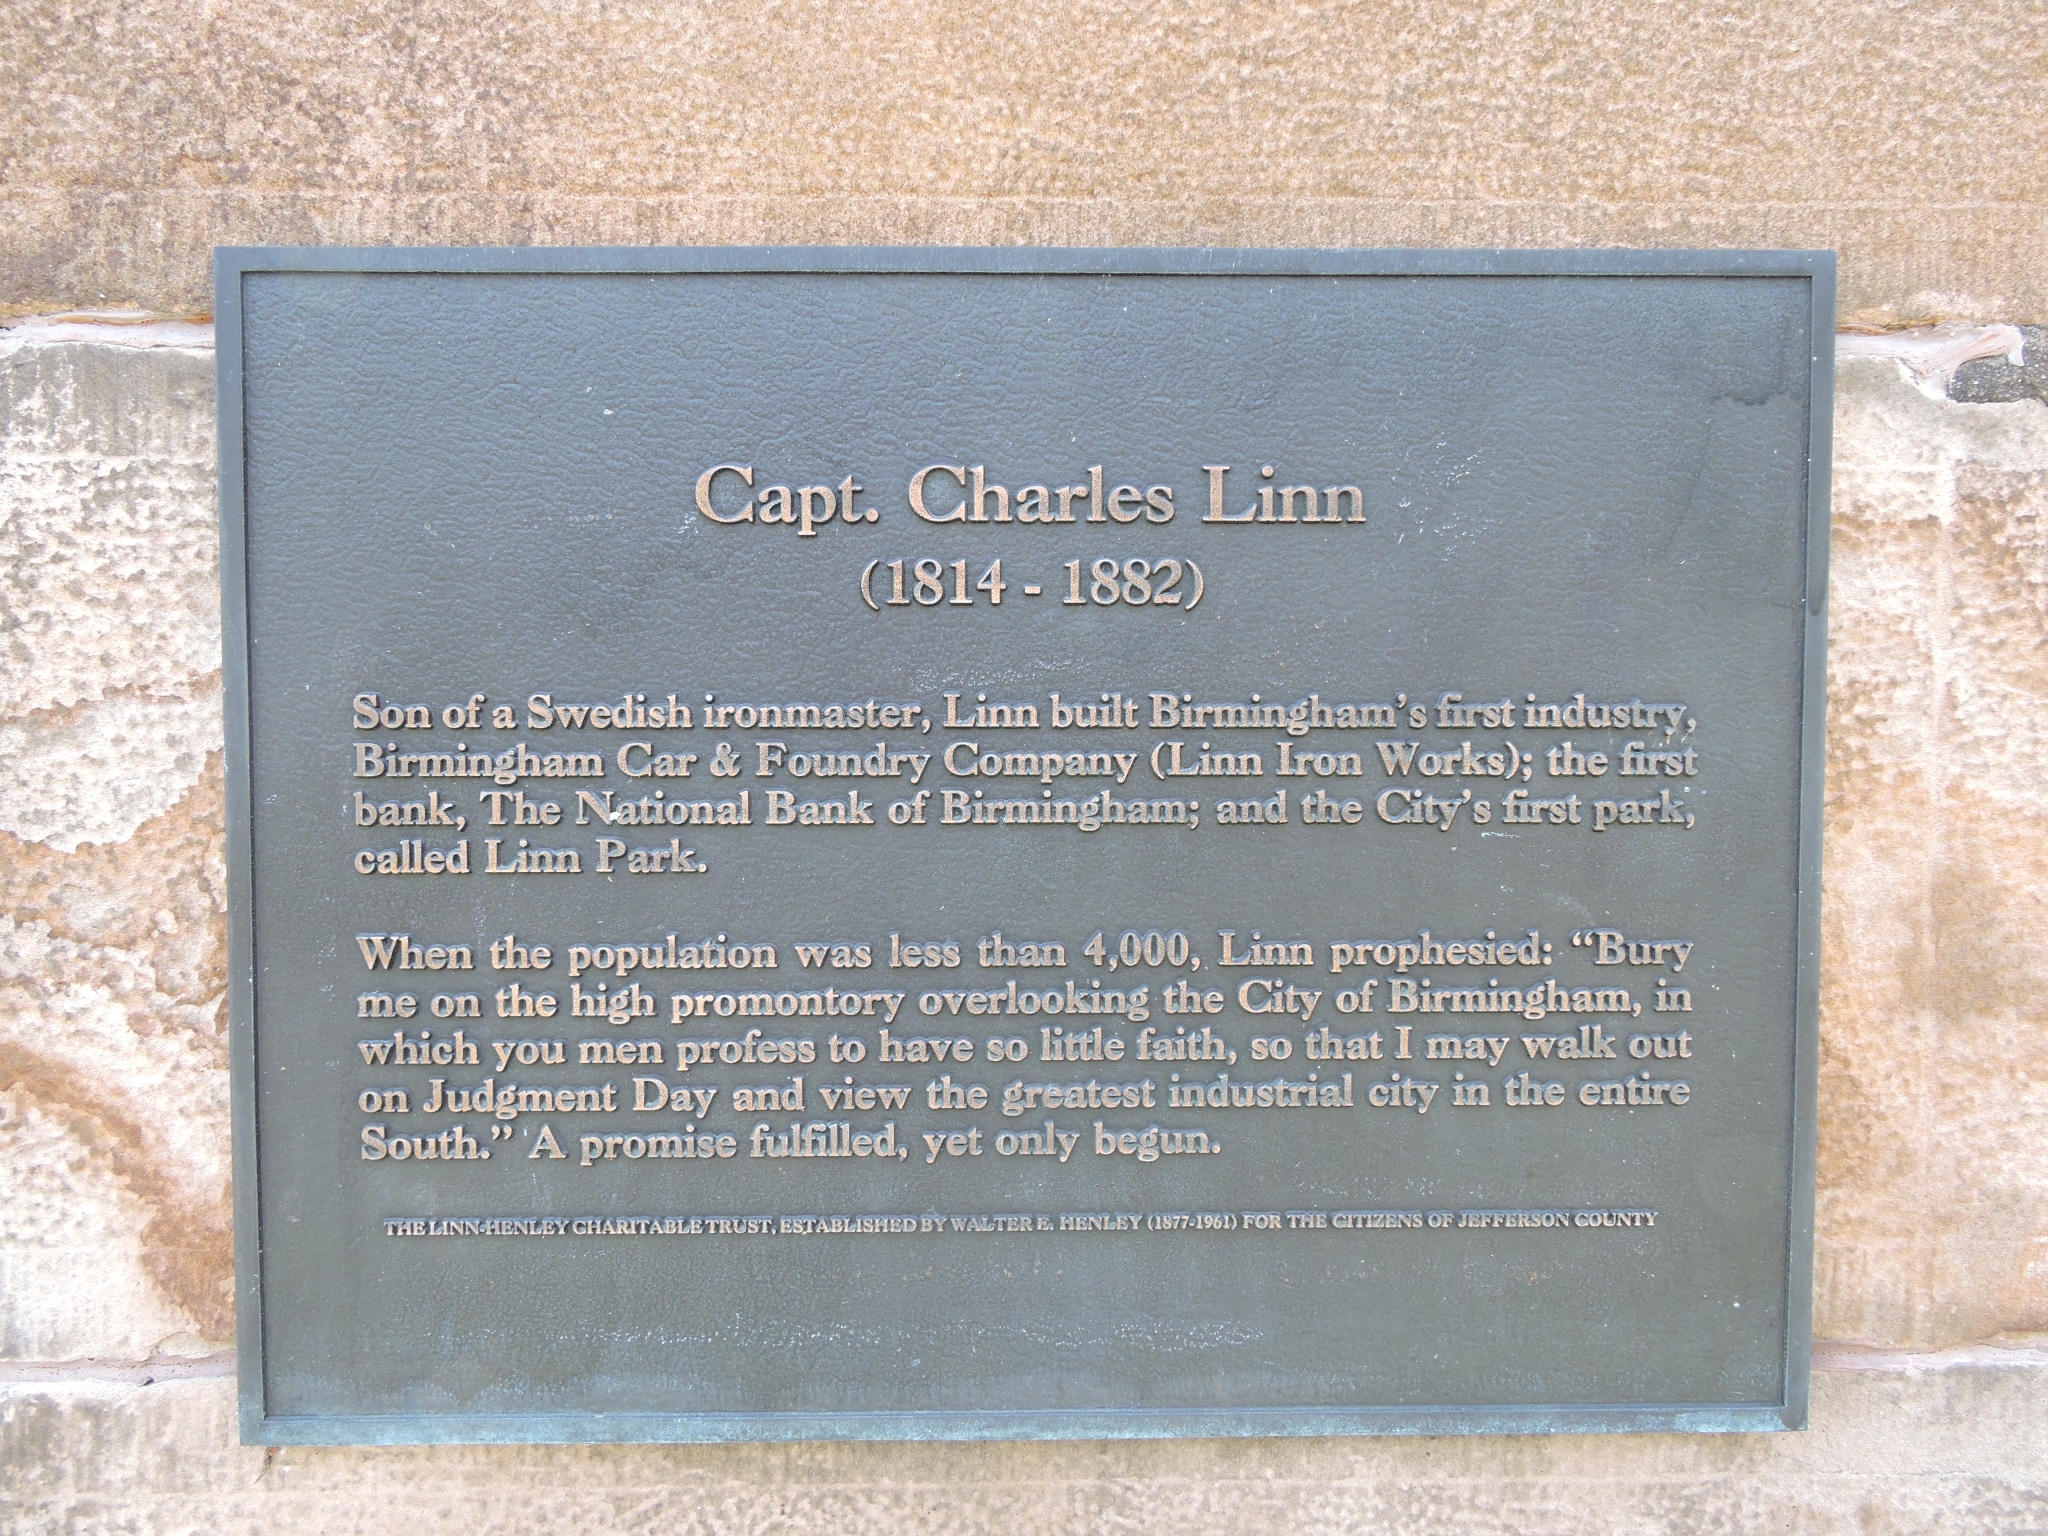 Capt. Charles Linn
(1814 - 1882)
Son of a Swedish ironmaster, Linn built Birmingham's first industry,
Birmingham Car & Foundry Company (Linn Iron Works); the first
bank, The National Bank of Birmingham; and the City's first park,
called Linn Park.
When the population was less than 4,000, Linn prophesied: “Bury
me on the high promontory overlooking the City of Birmingham, in
which you men profess to have so little faith, so that I may walk out
on Judgment Day and view the greatest industrial city in the entire
South.” A promise fulfilled, yet only begun.
THE LINN-HENLEY CHARITABLE TRUST, ESTABLISHED BY WALTER E. HENLEY (1877-1961) FOR THE CITIZENS OF JEFFERSON COUNTY